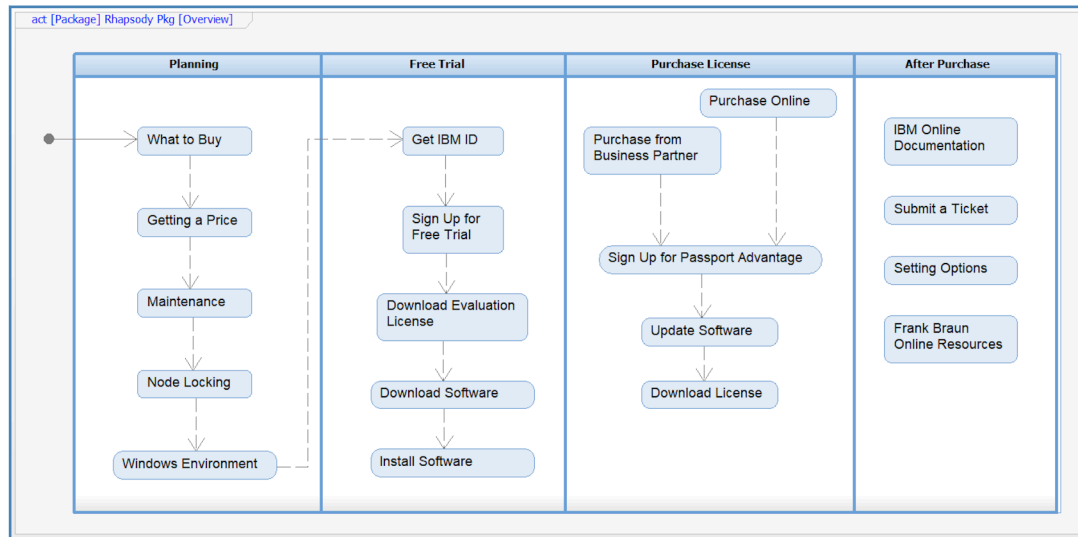 act [Package] Rhapsody Pkg [Overview]
Planning
Free Trial
Purchase License
After Purchase
What to Buy
Getting a Price
Maintenance
Node Locking
Windows Environment
Get IBM ID
Sign Up for
Free Trial
Download Evaluation
License
Download Software
Install Software
Purchase Online
Purchase from
Business Partner
Sign Up for Passport Advantage
Update Software
Download License
IBM Online
Documentation
Submit a Ticket
Setting Options
Frank Braun
Online Resources